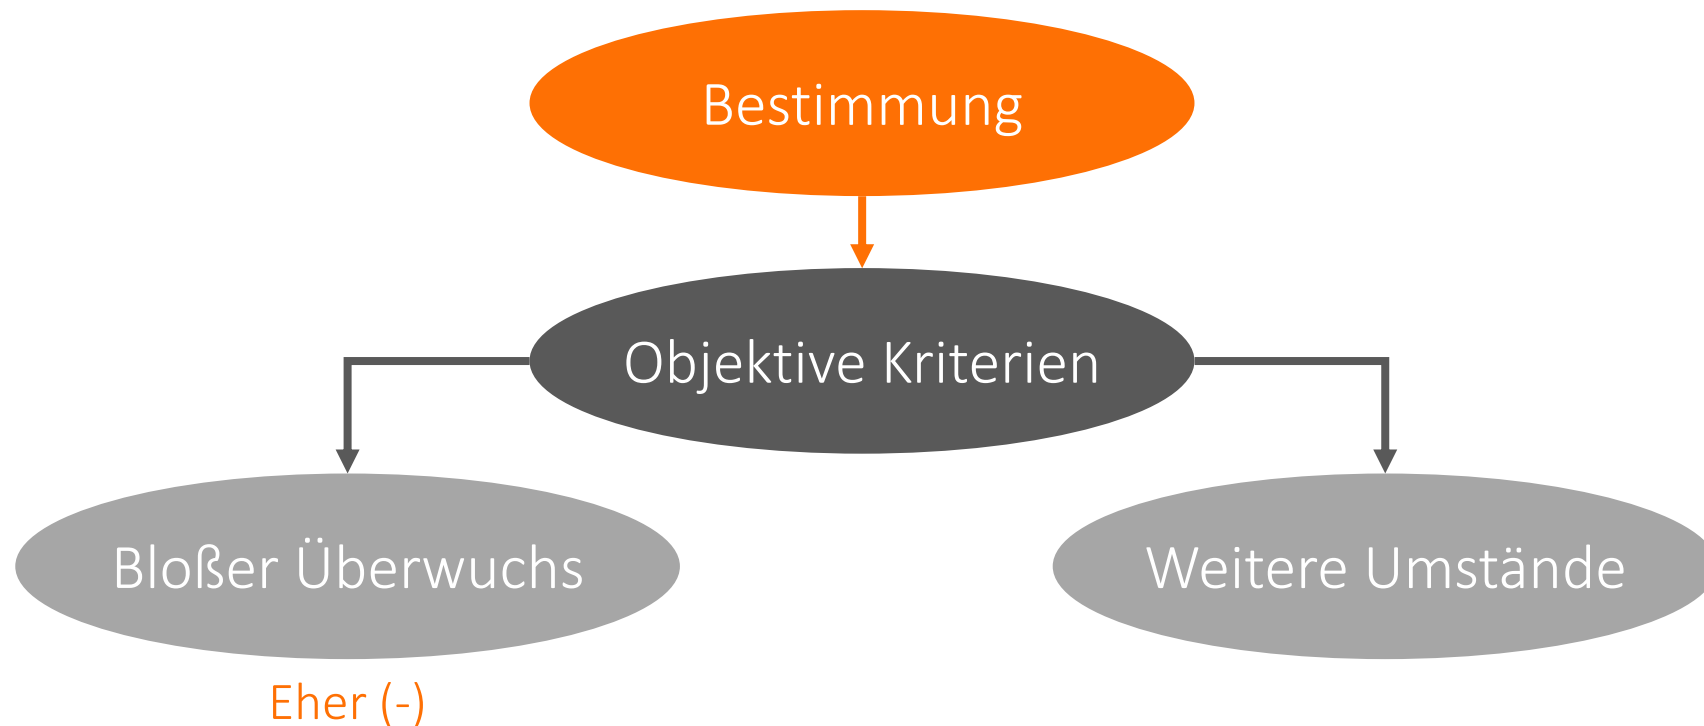 Bestimmung
Objektive Kriterien
Bloßer Überwuchs
Weitere Umstände
Eher (-)